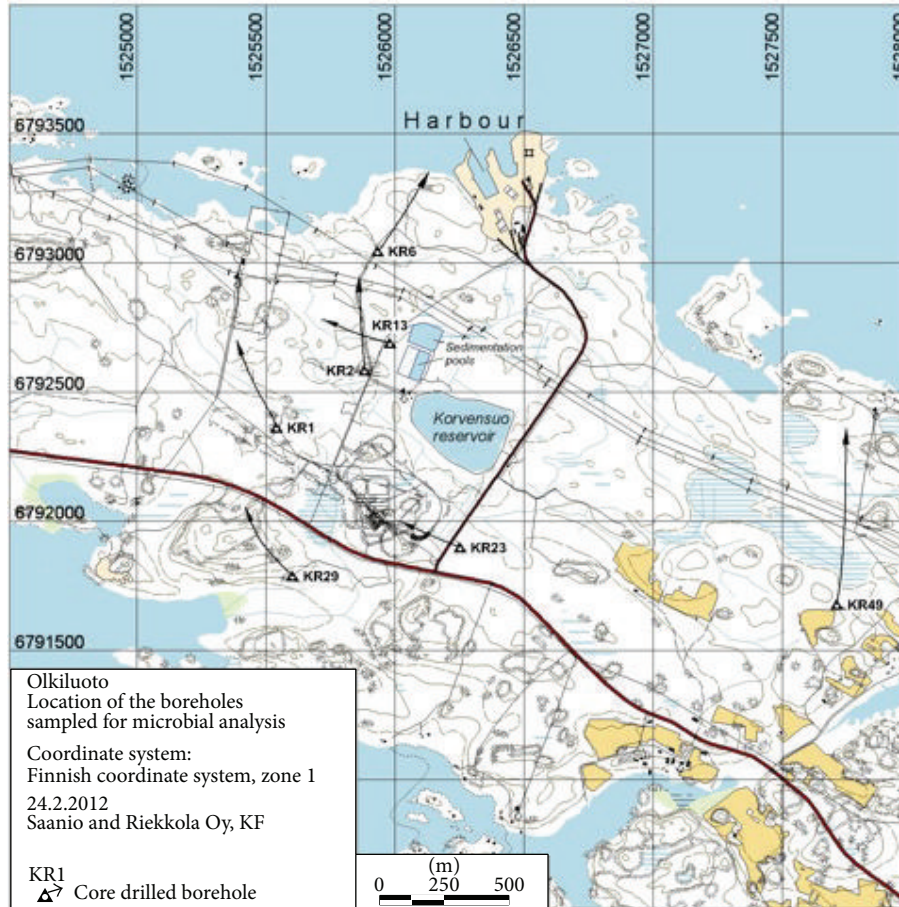 1525000
1525500
1526000
1526500
1527000
1527500
1528000
6793500
Harbour
KR6
6793000
KR13
Sedimentation
pools
KR2
6792500
Korvensuo
reservoir
KR1
6792000
KR23
KR29
KR49
6791500
Olkiluoto
Location of the boreholes
sampled for microbial analysis
Coordinate system:
Finnish coordinate system, zone 1
24.2.2012
Saanio and Riekkola Oy, KF
KR1
Core drilled borehole
(m)
0 250 500